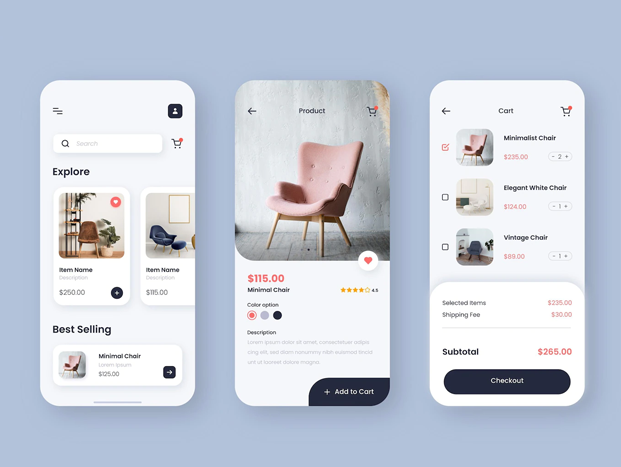 Search
Explore
Item Name
Description
$250.00
Item Name
Description
$115.00
Best Selling
Minimal Chair
Lorem ipsum
$125.00
Product
$115.00
Minimal Chair
4.5
Color option
Description
Lorem ipsum dolor sit amet, consectetuer adipis
cing elit, sed diam nonummy nibh euismod tincid
unt ut laoreet dolore magna.
+ Add to Cart
Cart
Minimalist Chair
$235.00
- 2 +
Elegant White Chair
$124.00
- 1 +
Vintage Chair
$89.00
- 1 +
Selected Items
$235.00
Shipping Fee
$30.00
Subtotal
$265.00
Checkout